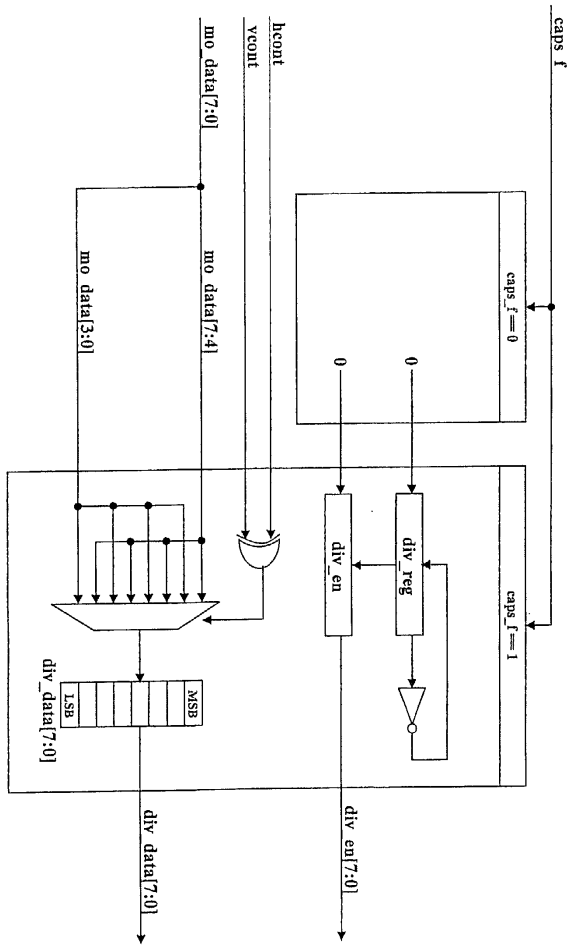 caps_f
caps_f == 0
caps_f == 1
0
0
div_reg
div_en
div_en[7:0]
hcont
vcont
mo_data[7:0]
mo_data[7:4]
mo_data[3:0]
MSB
LSB
div_data[7:0]
div_data[7:0]